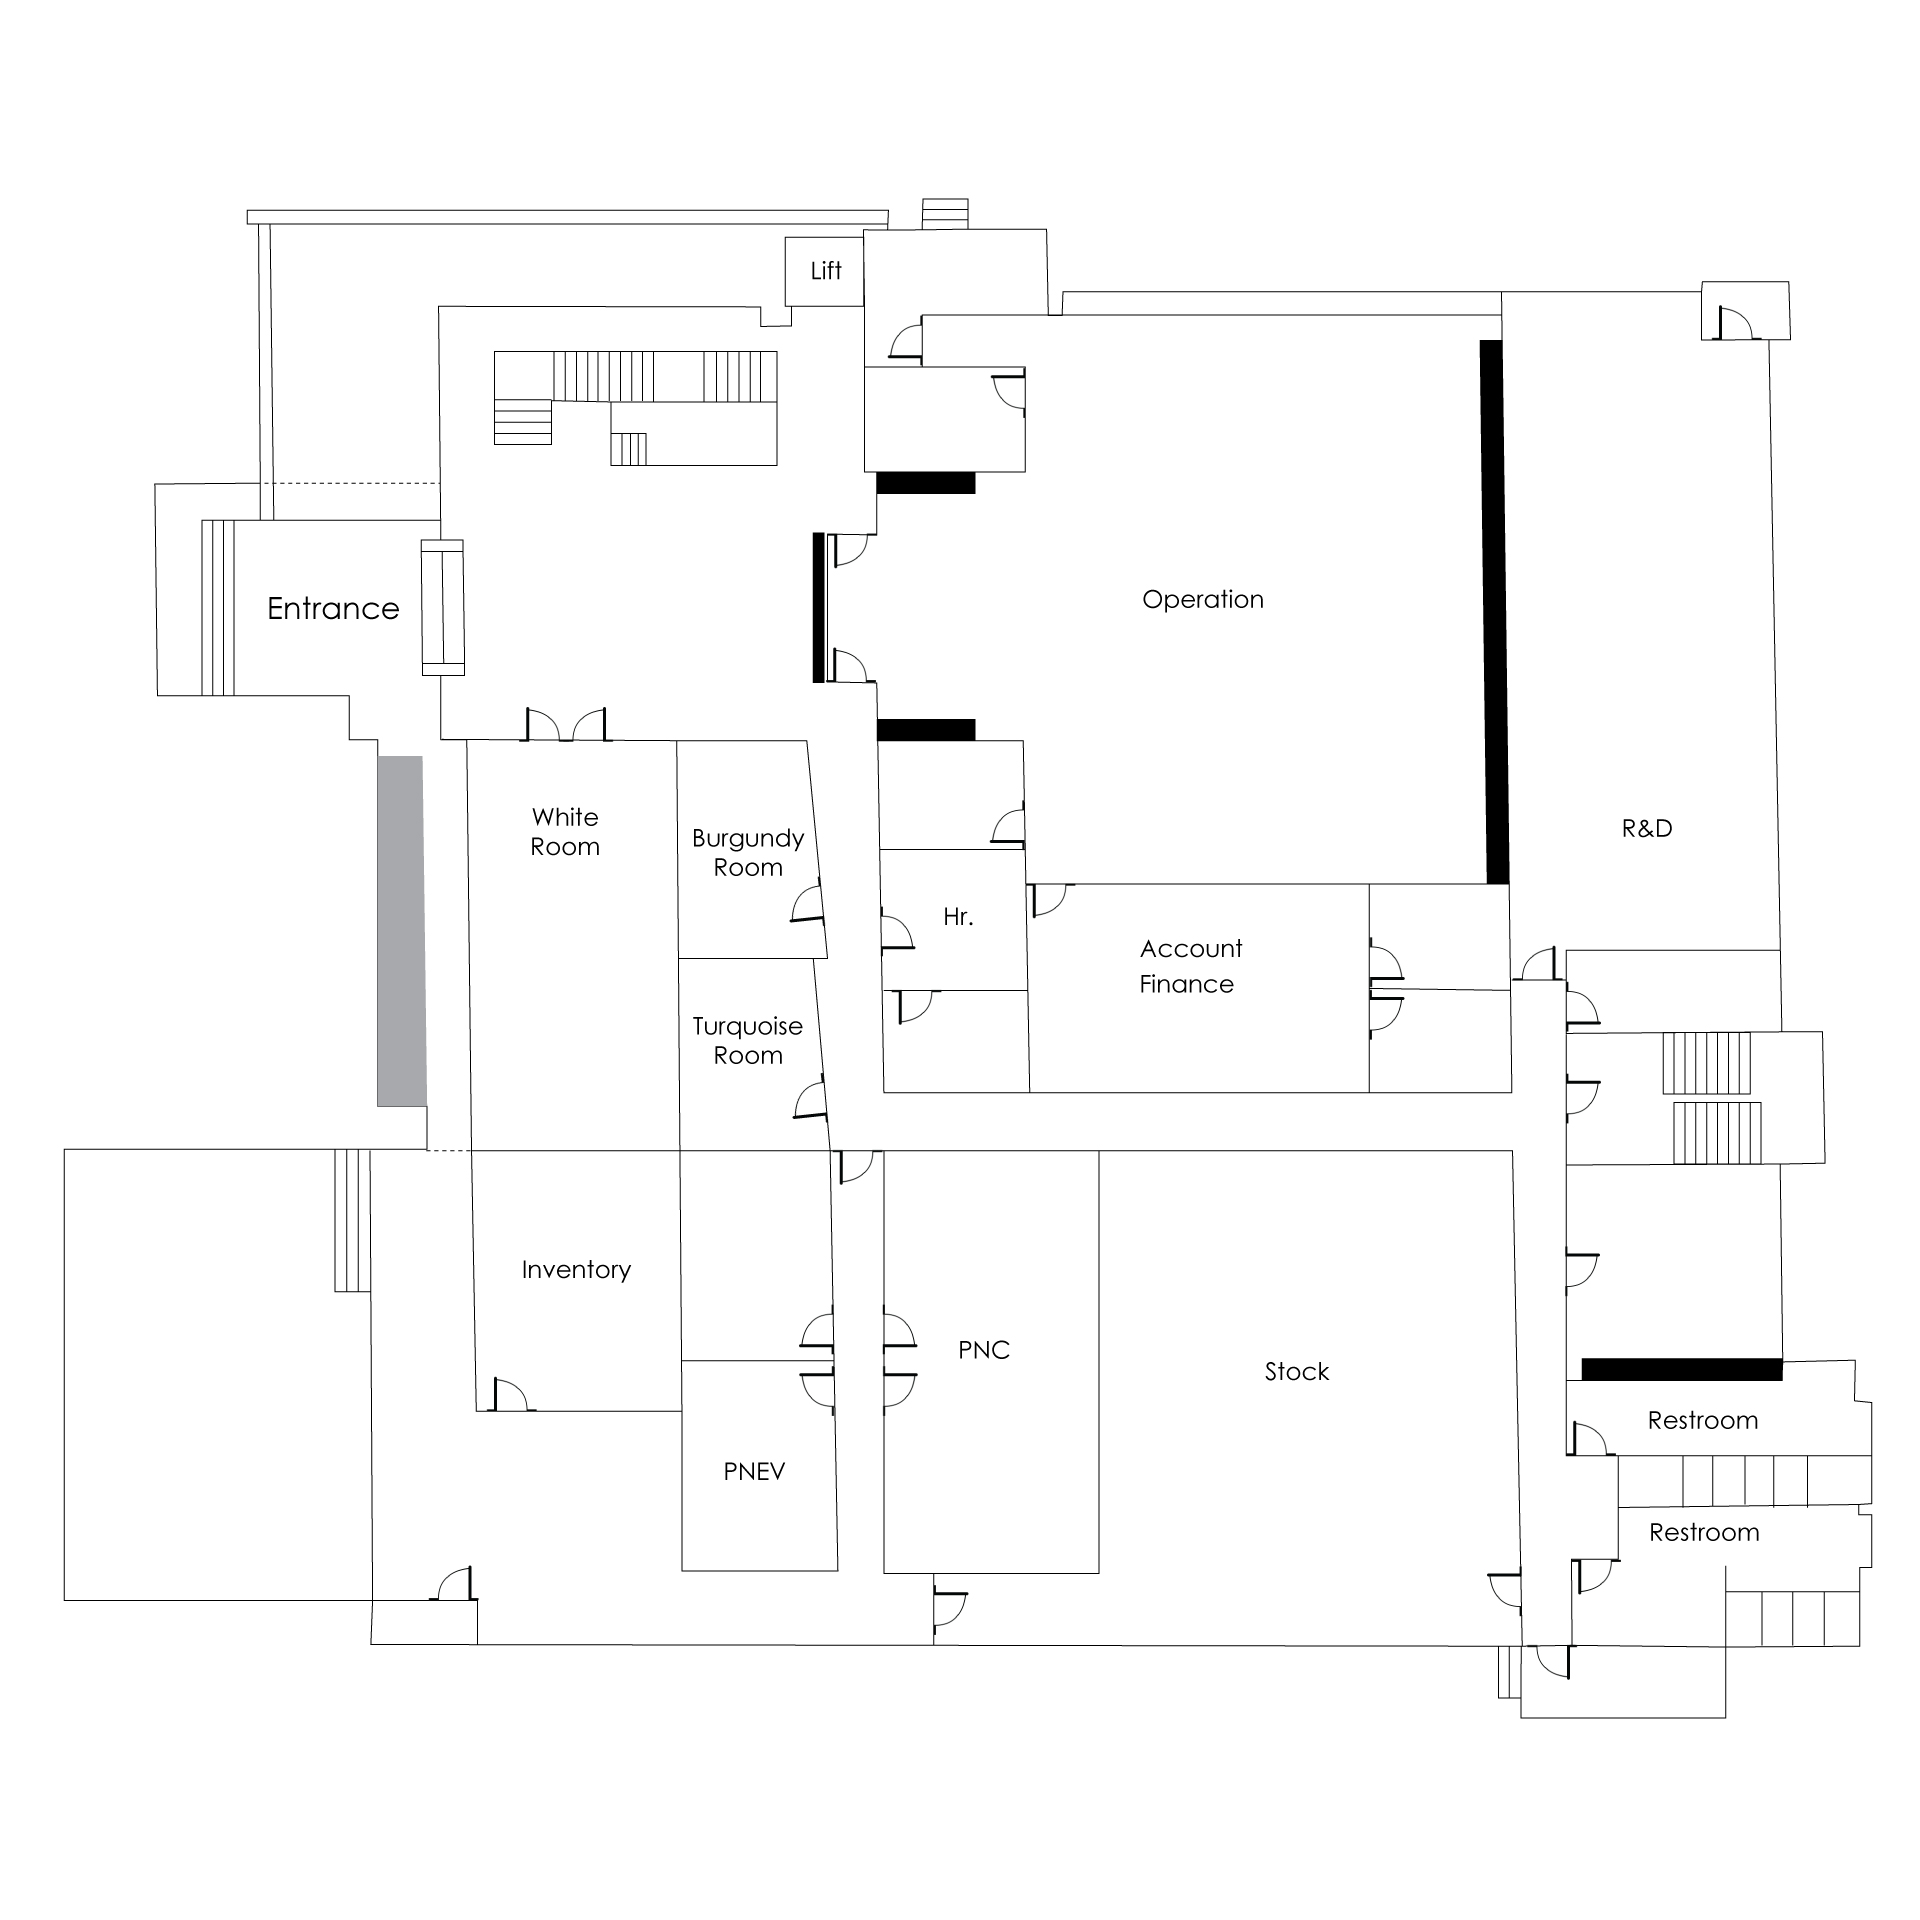 Lift
Entrance
Operation
White
Room
Burgundy
Room
R&D
Hr.
Account
Finance
Turquoise
Room
Inventory
PNC
Stock
PNEV
Restroom
Restroom